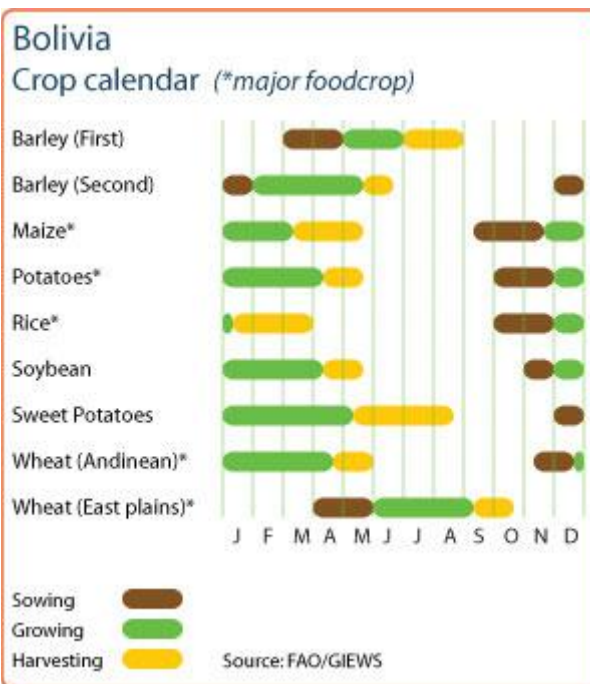 Bolivia
Crop calendar (*major foodcrop)
Barley (First)
Barley (Second)
Maize*
Potatoes*
Rice*
Soybean
Sweet Potatoes
Wheat (Andinean)*
Wheat (East plains)*
J F M A M J J A S O N D
Sowing
Growing
Harvesting Source: FAO/GIEWS